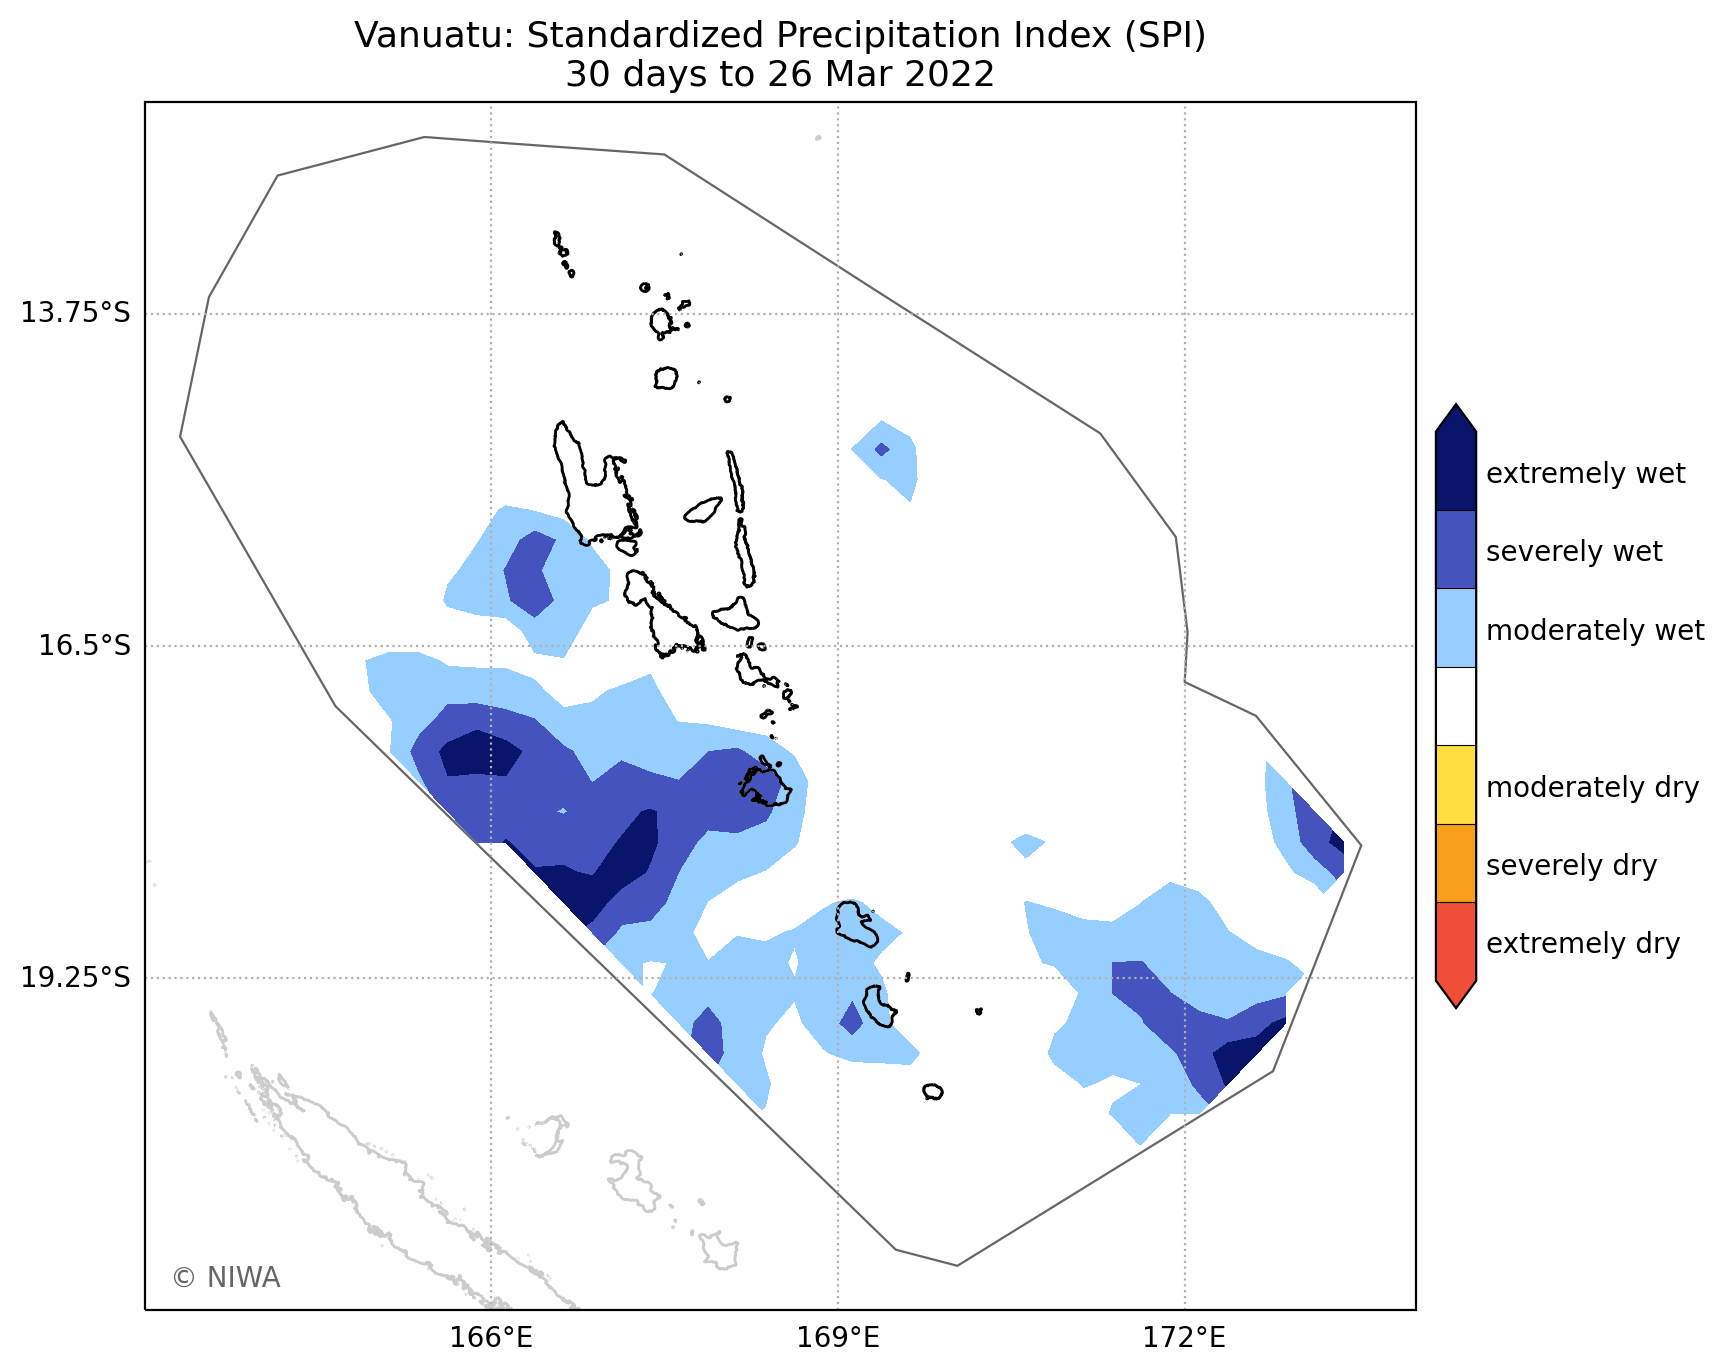 Vanuatu: Standardized Precipitation Index (SPI)
30 days to 26 Mar 2022
13.75°S
16.5°S
19.25°S
166°E
169°E
172°E
extremely wet
severely wet
moderately wet
moderately dry
severely dry
extremely dry
© NIWA